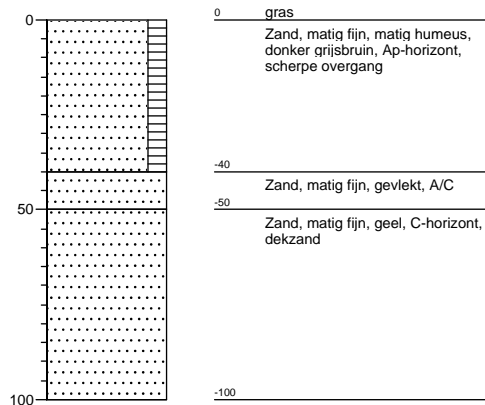 0
0
gras
Zand, matig fijn, matig humeus,
donker grijsbruin, Ap-horizont,
scherpe overgang
-40
Zand, matig fijn, gevlekt, A/C
50
-50
Zand, matig fijn, geel, C-horizont,
dekzand
100
-100